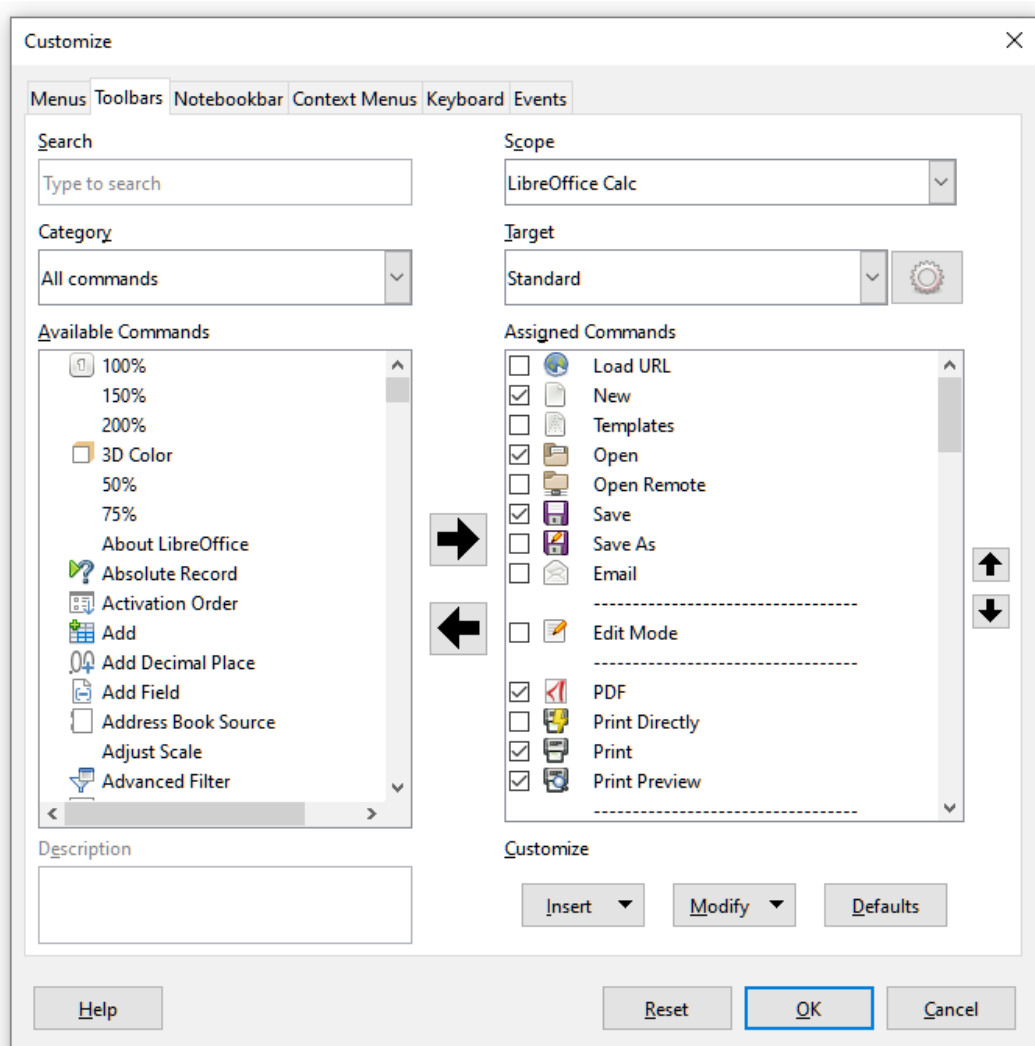 Customize
Menus Toolbars Notebookbar Context Menus Keyboard Events
Search
Type to search
Category
All commands
Available Commands
100%
150%
200%
3D Color
50%
75%
About LibreOffice
Absolute Record
Activation Order
Add
Add Decimal Place
Add Field
Address Book Source
Adjust Scale
Advanced Filter
Description
Scope
LibreOffice Calc
Target
Standard
Assigned Commands
Load URL
New
Templates
Open
Open Remote
Save
Save As
Email
----------------------------------
Edit Mode
----------------------------------
PDF
Print Directly
Print
Print Preview
----------------------------------
Customize
Insert Modify Defaults
Help Reset OK Cancel